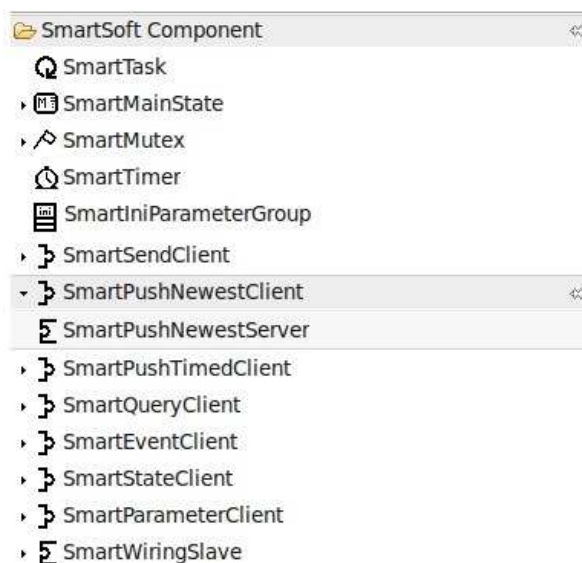 SmartSoft Component
SmartTask
SmartMainState
SmartMutex
SmartTimer
SmartIniParameterGroup
SmartSendClient
SmartPushNewestClient
SmartPushNewestServer
SmartPushTimedClient
SmartQueryClient
SmartEventClient
SmartStateClient
SmartParameterClient
SmartWiringSlave